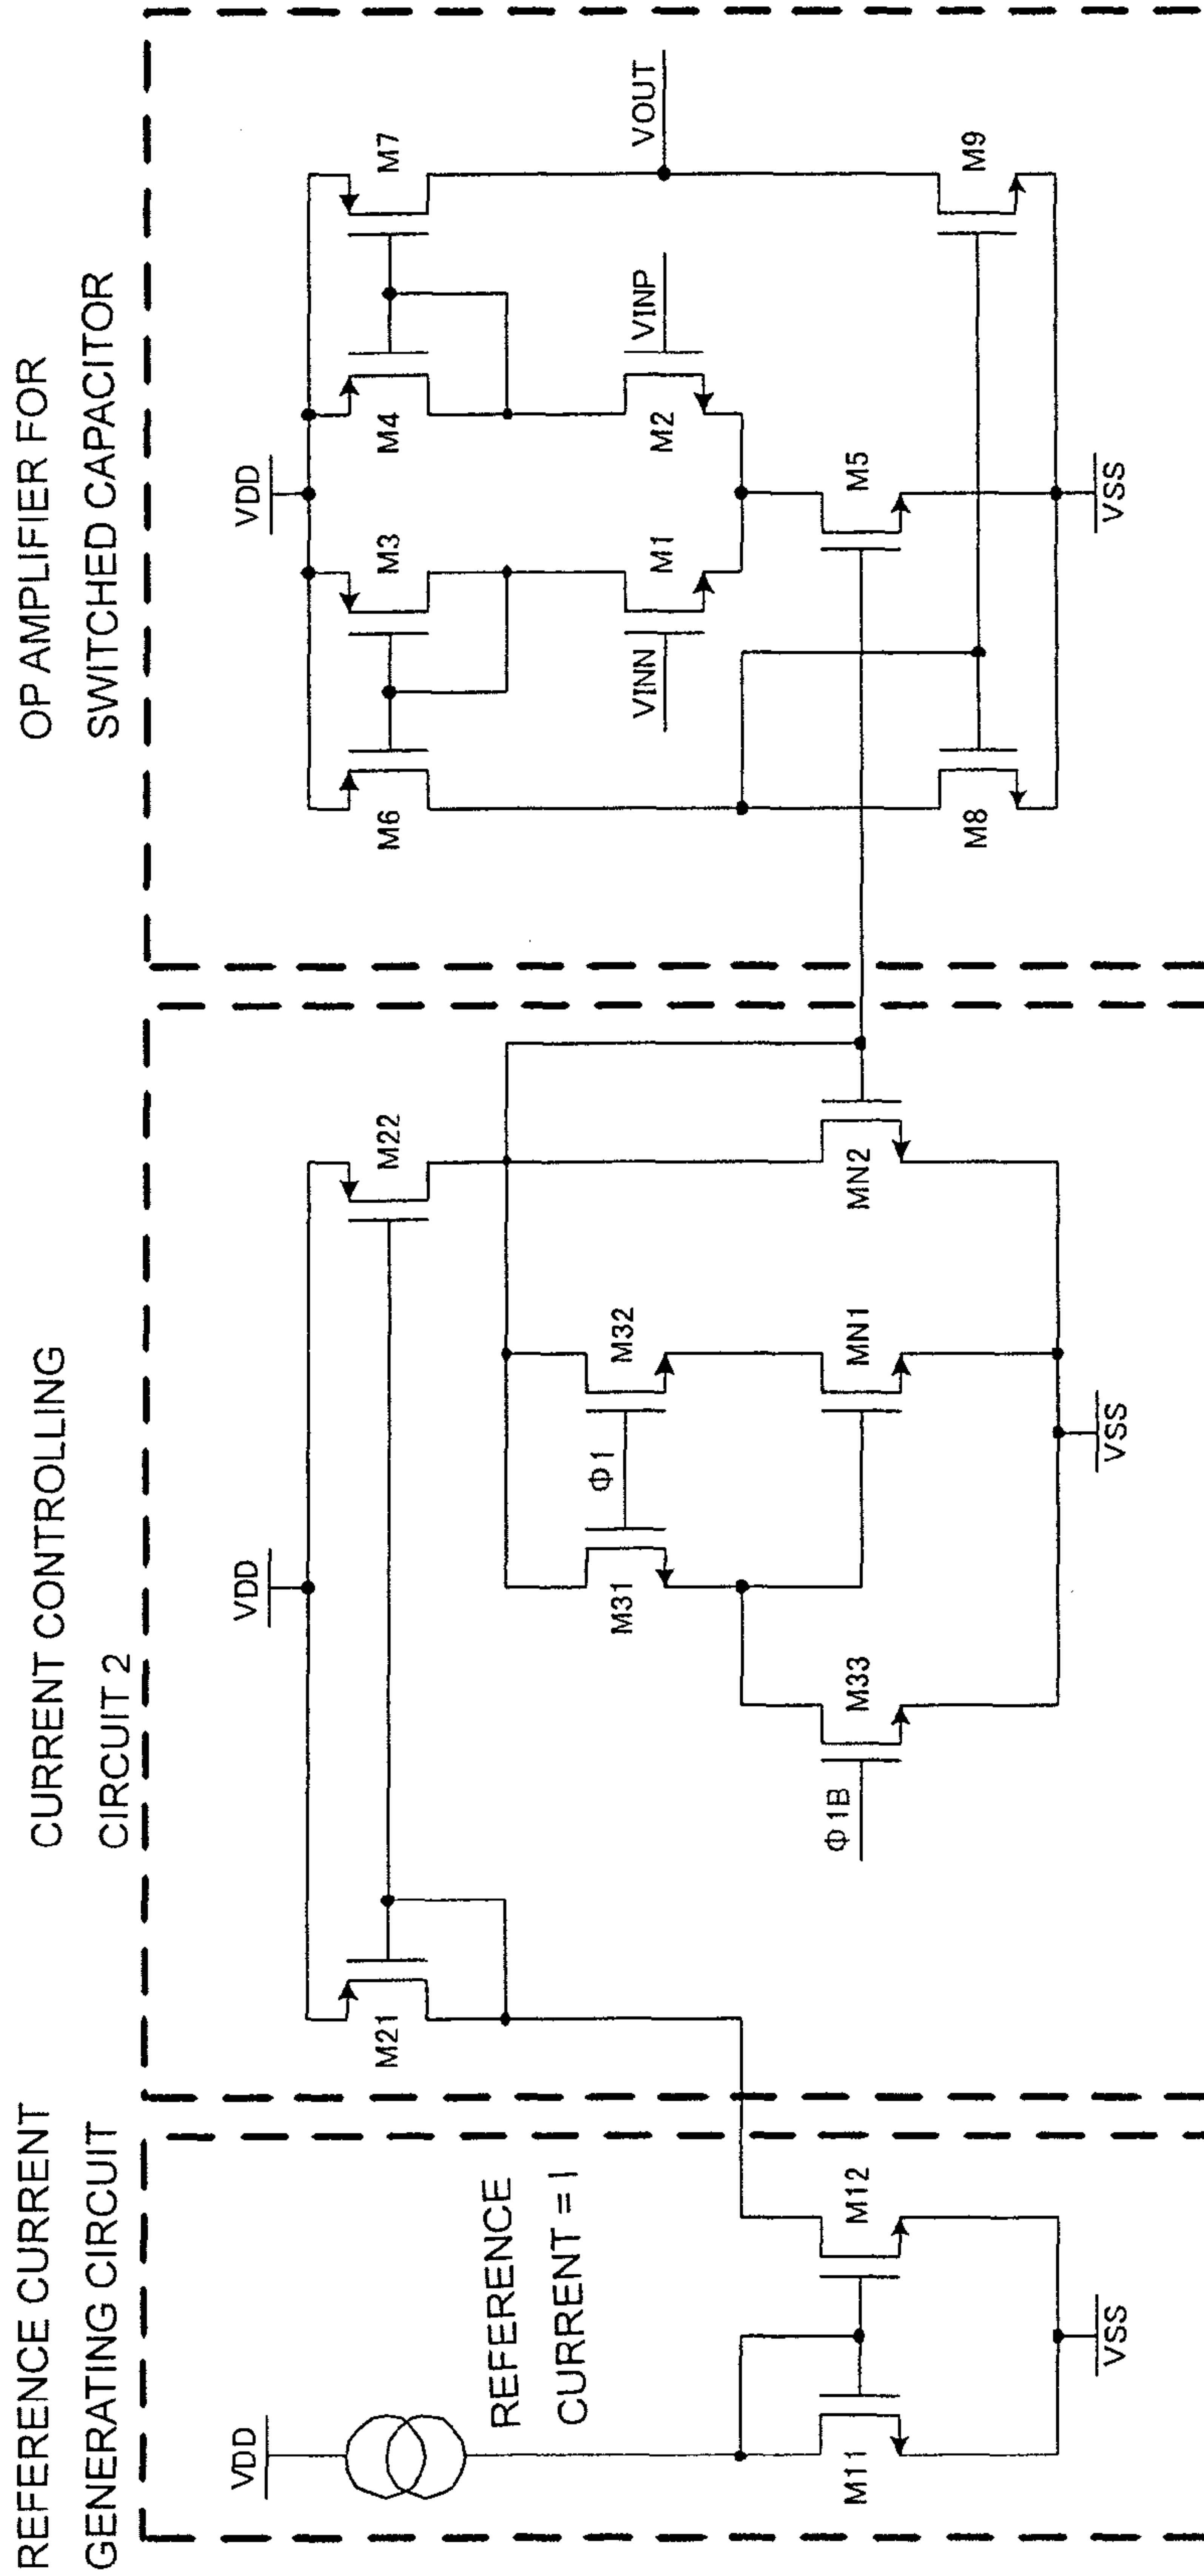 REFERENCE CURRENT
GENERATING CIRCUIT
VDD
REFERENCE
CURRENT = I
M11
M12
VSS
CURRENT CONTROLLING
CIRCUIT 2
VDD
M21
M22
M31
Φ1
M32
Φ1B
M33
MN1
MN2
VSS
OP AMPLIFIER FOR
SWITCHED CAPACITOR
VDD
M6
M3
M4
M7
VINN
M1
M2
VINP
VOUT
M5
M8
M9
VSS